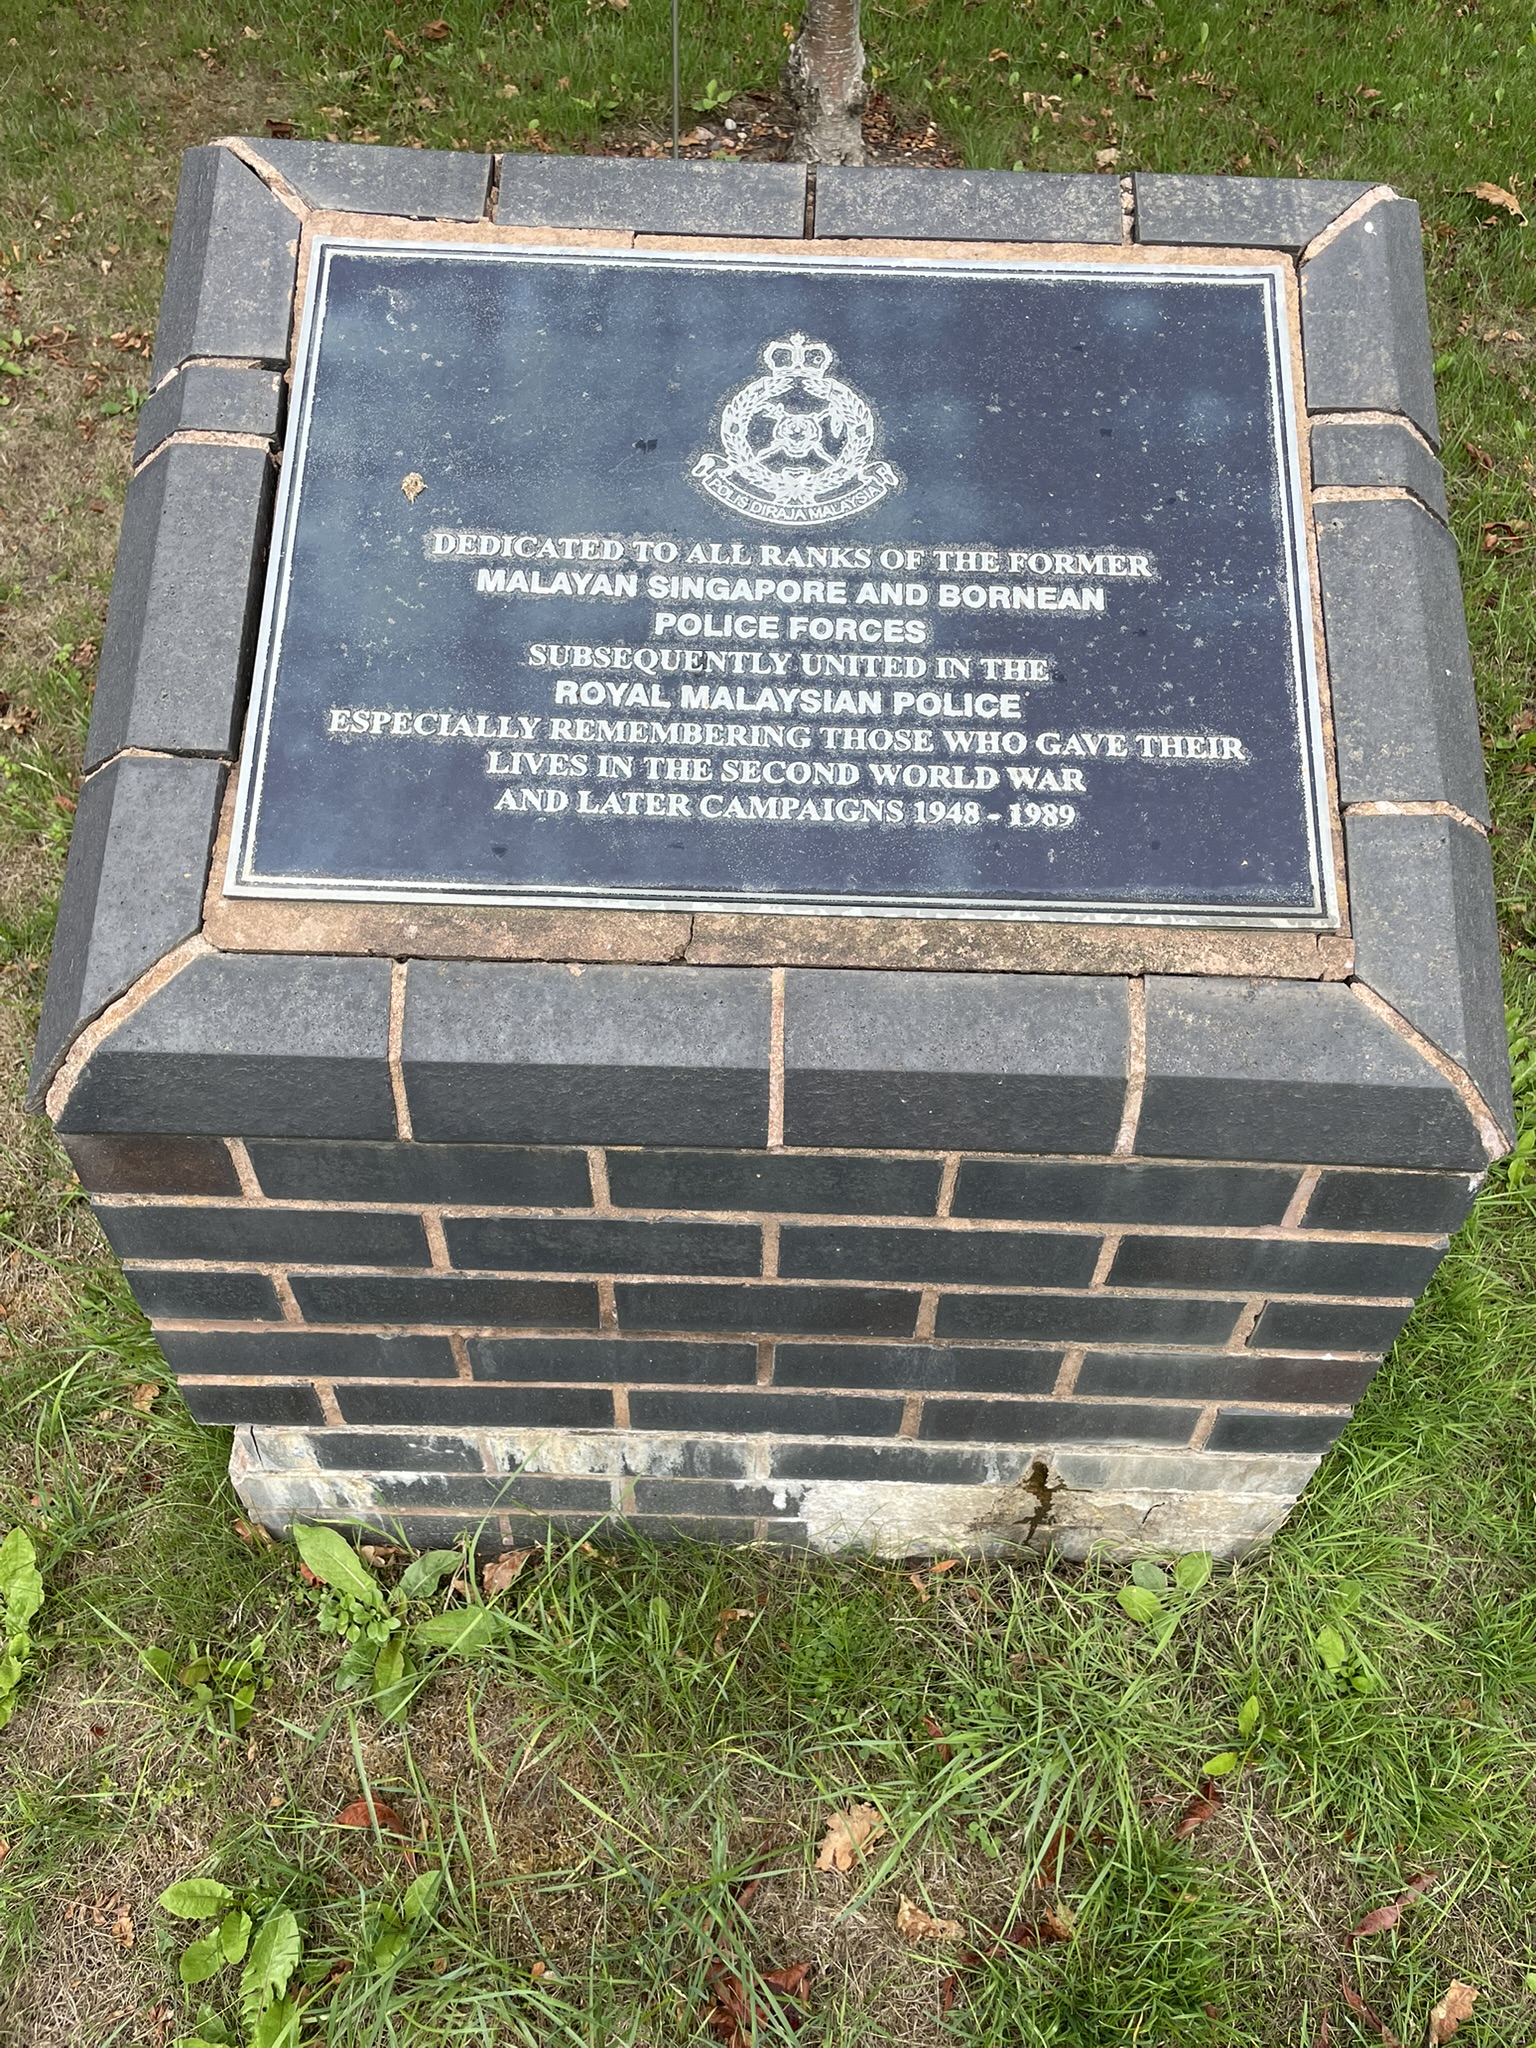 POLIS DIRAJA MALAYSIA
DEDICATED TO ALL RANKS OF THE FORMER
MALAYAN SINGAPORE AND BORNEAN
POLICE FORCES
SUBSEQUENTLY UNITED IN THE
ROYAL MALAYSIAN POLICE
ESPECIALLY REMEMBERING THOSE WHO GAVE THEIR
LIVES IN THE SECOND WORLD WAR
AND LATER CAMPAIGNS 1948 - 1989